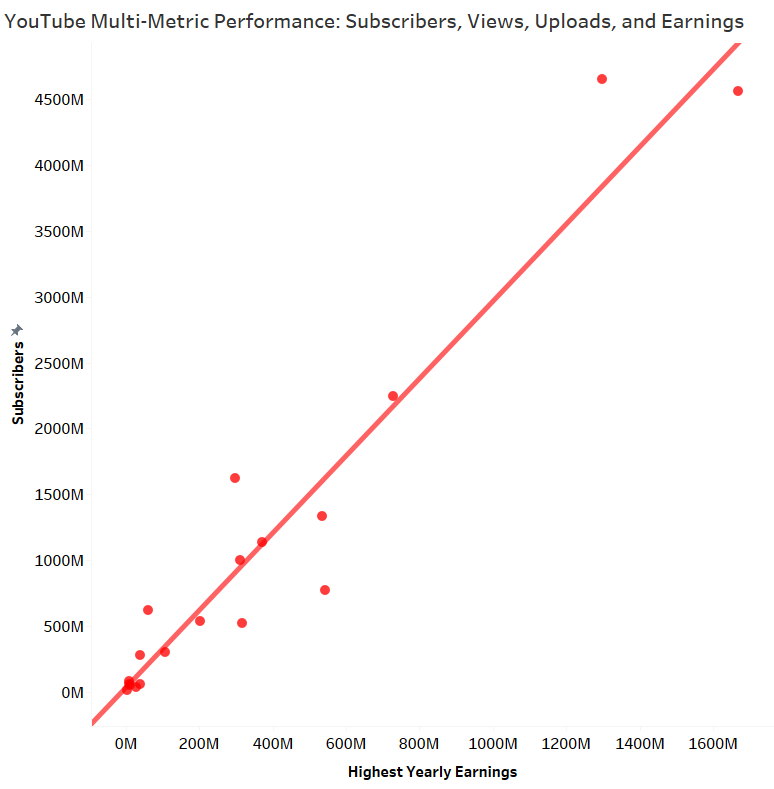 YouTube Multi-Metric Performance: Subscribers, Views, Uploads, and Earnings
4500M
4000M
3500M
3000M
2500M
2000M
1500M
1000M
500M
0M
Subscribers
0M 200M 400M 600M 800M 1000M 1200M 1400M 1600M
Highest Yearly Earnings